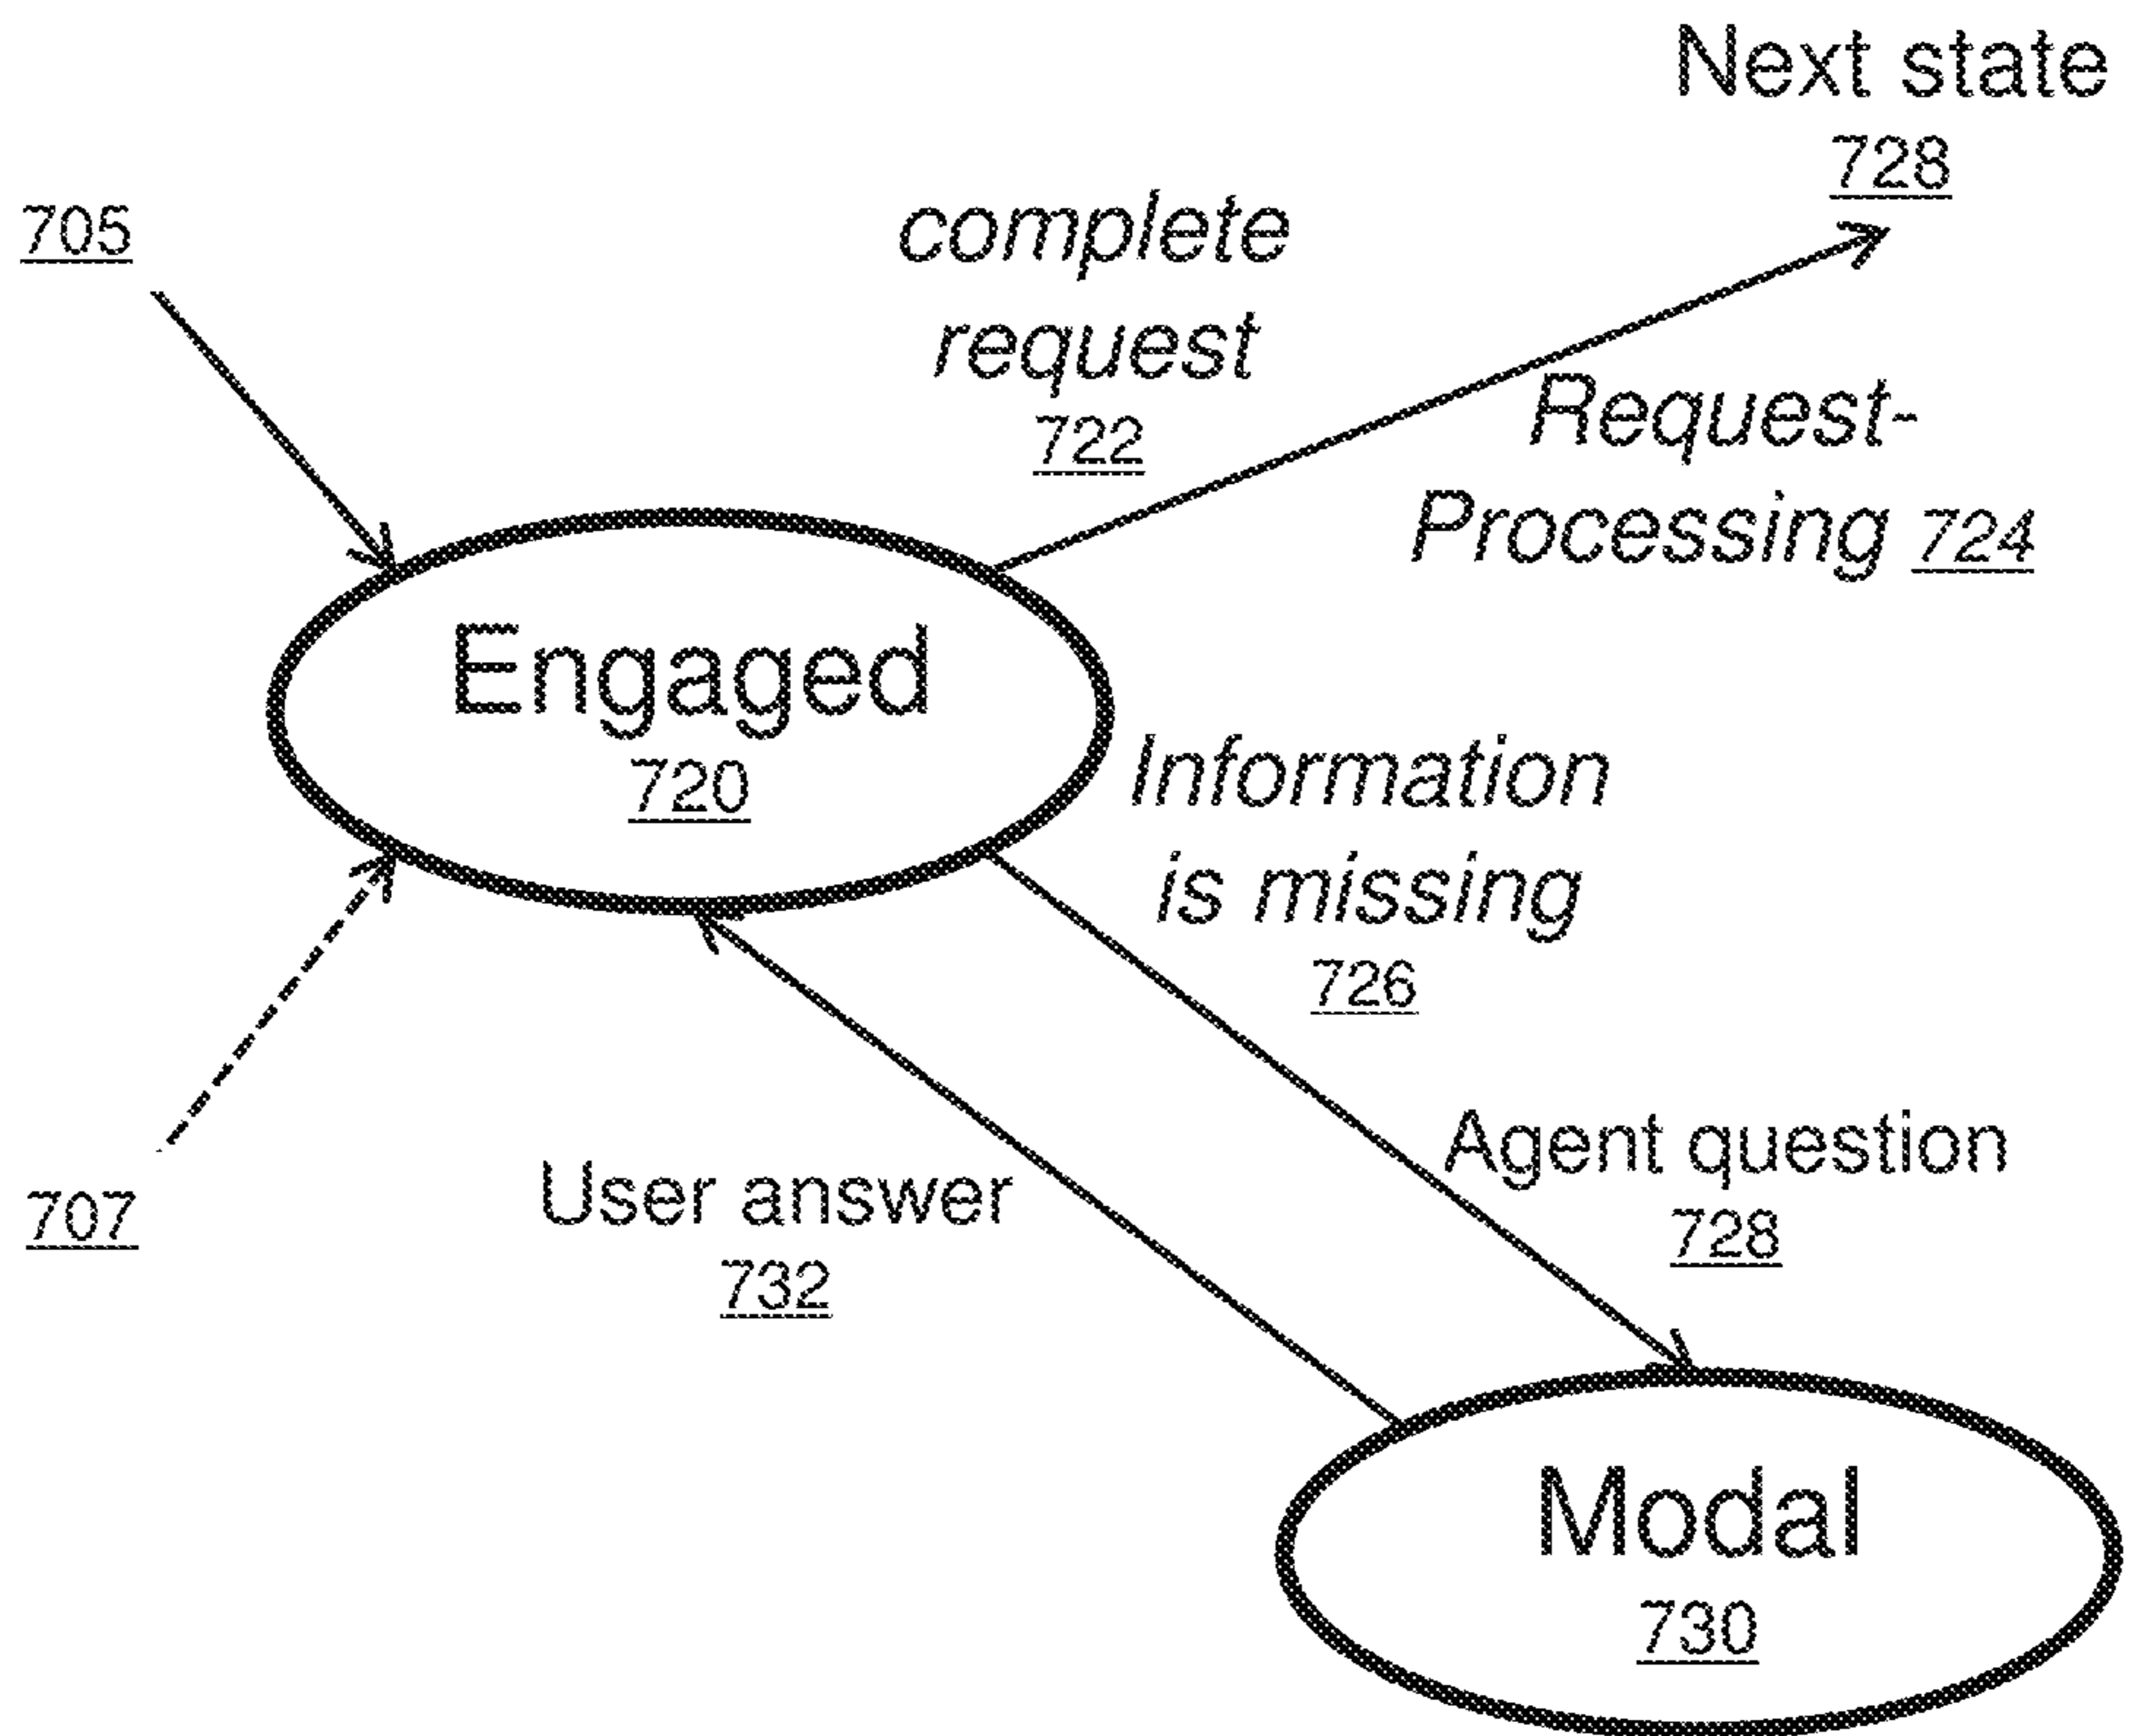 Next state
728
705
complete
request
722
Request-
Processing 724
Engaged
720
Information
is missing
726
Agent question
728
User answer
732
707
Modal
730